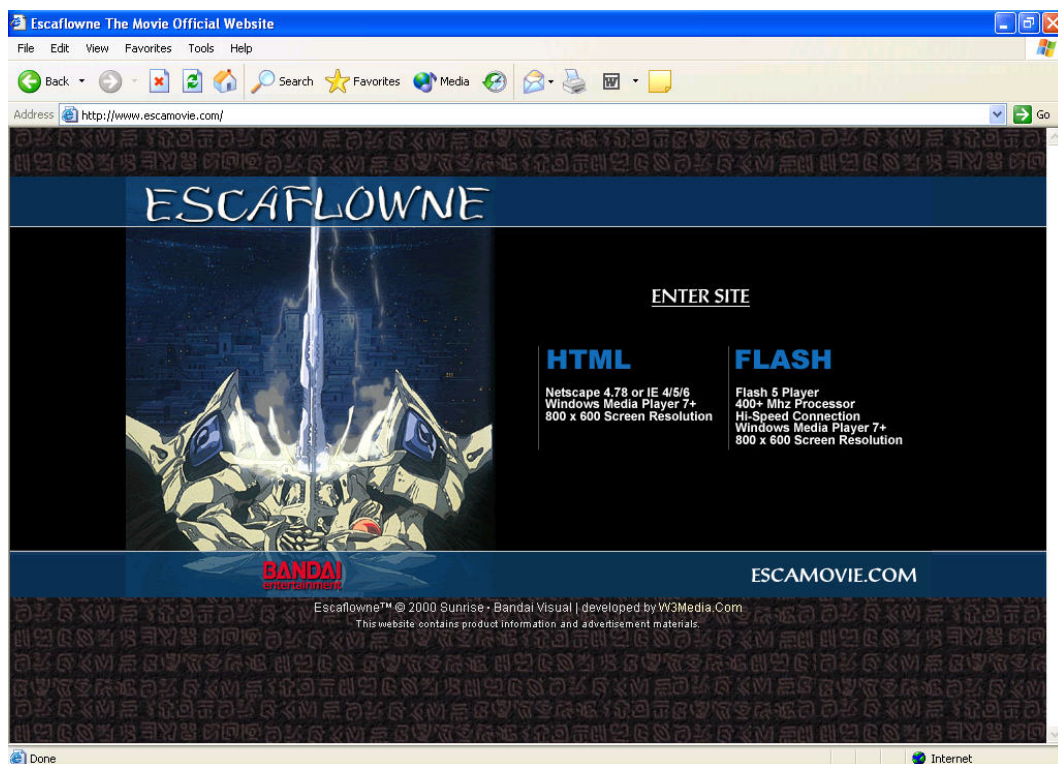 Escaflowne The Movie Official Website
File Edit View Favorites Tools Help
Back Search Favorites Media
Address http://www.escamovie.com/ Go
ESCAFLOWNE
ENTER SITE
HTML
Netscape 4.78 or IE 4/5/6
Windows Media Player 7+
800 x 600 Screen Resolution
FLASH
Flash 5 Player
400+ Mhz Processor
Hi-Speed Connection
Windows Media Player 7+
800 x 600 Screen Resolution
BANDAI
entertainment
ESCAMOVIE.COM
Escaflowne™ © 2000 Sunrise • Bandai Visual | developed by W3Media.Com
This website contains product information and advertisement materials.
Done Internet